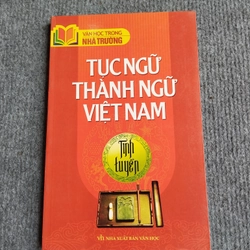 VĂN HỌC TRONG
NHÀ TRƯỜNG
TỤC NGỮ
THÀNH NGỮ
VIỆT NAM
Tinh
tuyển
NHÀ XUẤT BẢN VĂN HỌC